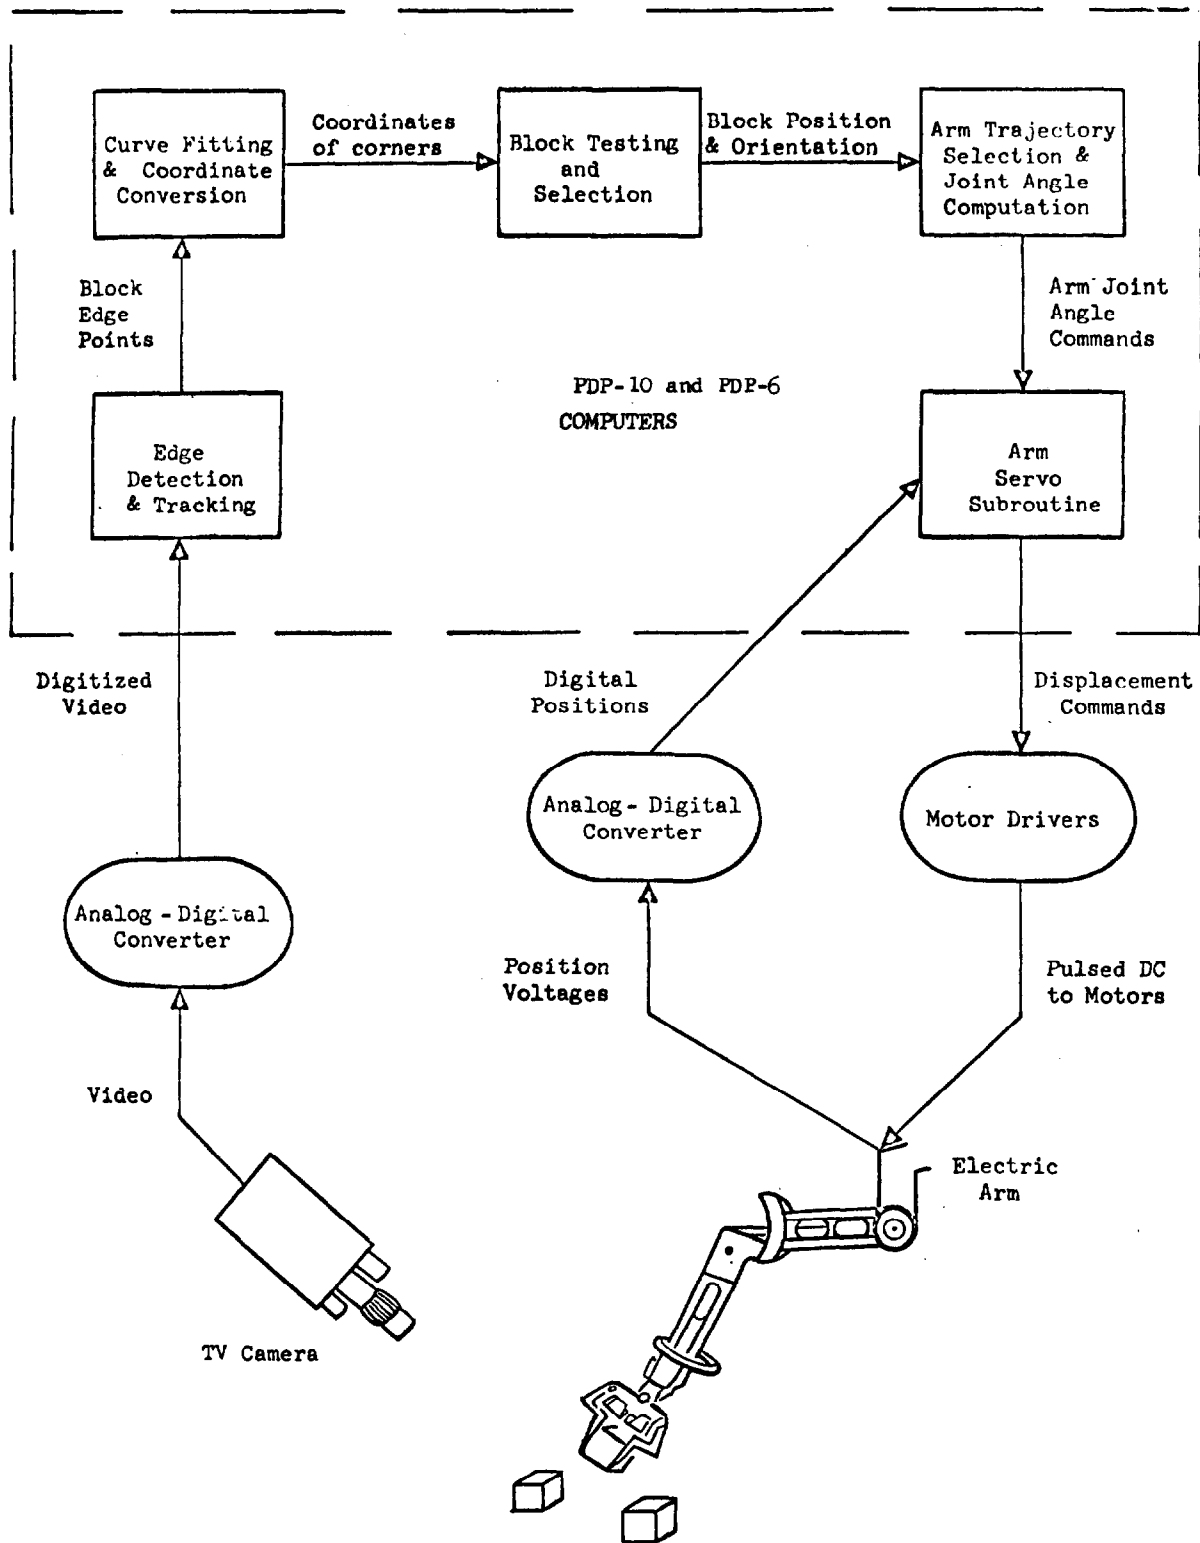 Curve Fitting
& Coordinate
Conversion
Coordinates
of corners
Block Testing
and
Selection
Block Position
& Orientation
Arm Trajectory
Selection &
Joint Angle
Computation
Block
Edge
Points
Arm Joint
Angle
Commands
PDP-10 and PDP-6
COMPUTERS
Edge
Detection
& Tracking
Arm
Servo
Subroutine
Digitized
Video
Digital
Positions
Displacement
Commands
Analog - Digital
Converter
Motor Drivers
Analog - Digital
Converter
Position
Voltages
Pulsed DC
to Motors
Video
Electric
Arm
TV Camera